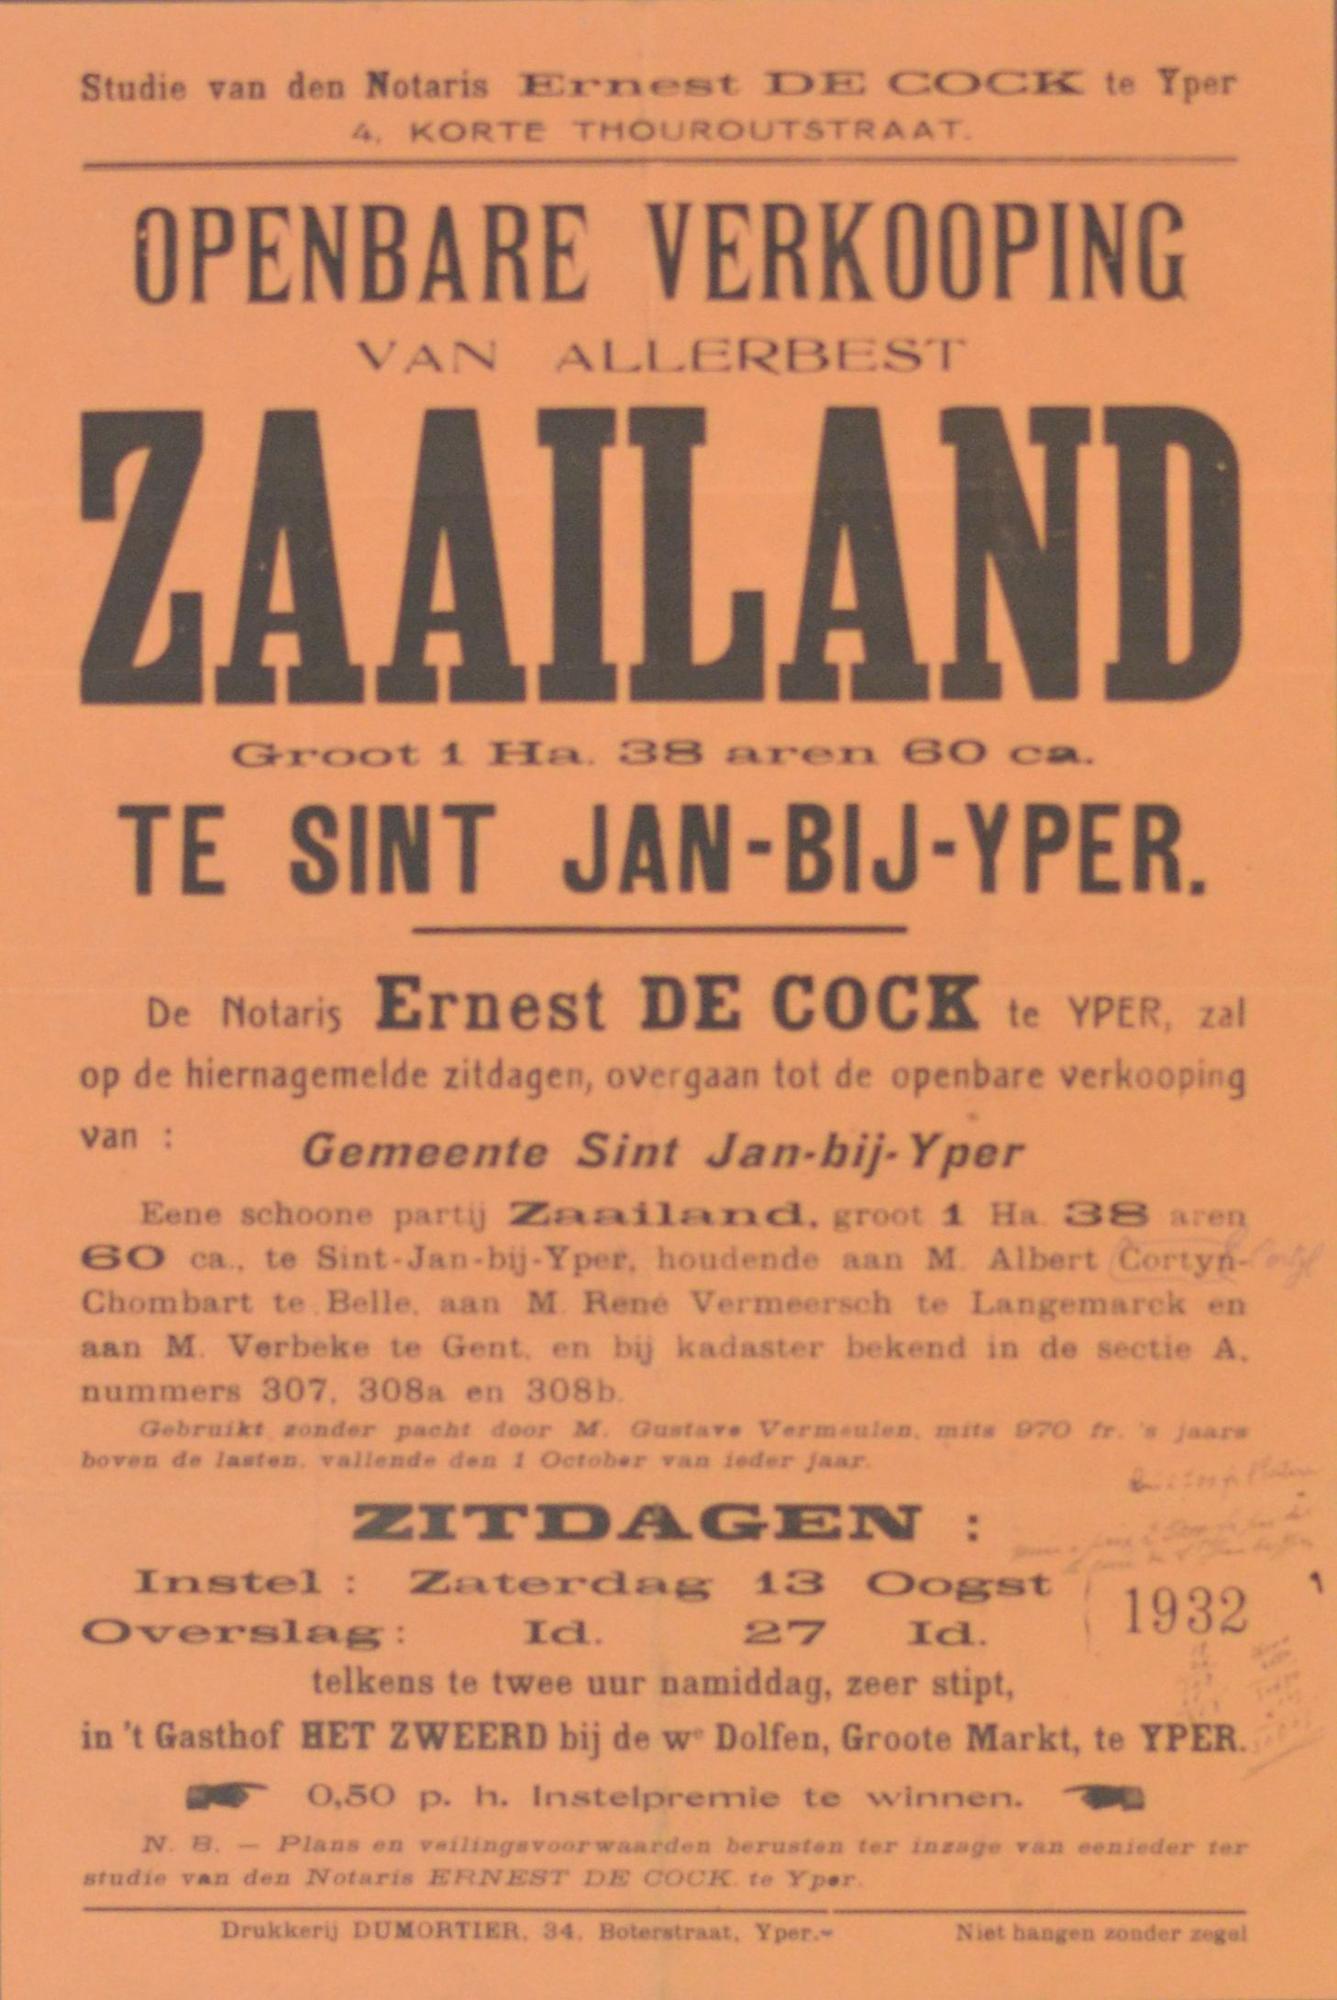 Studie van den Notaris Ernest DE COCK te Yper
4, KORTE THOUROUTSTRAAT.
OPENBARE VERKOOPING
VAN ALLERBEST
ZAAILAND
Groot 1 Ha. 38 aren 60 ca.
TE SINT JAN-BIJ-YPER.
De Notaris Ernest DE COCK te YPER, zal
op de hiernagemelde zitdagen, overgaan tot de openbare verkooping
van :
Gemeente Sint Jan-bij-Yper
Eene schoone partij Zaailand, groot 1 Ha. 38 aren
60 ca., te Sint-Jan-bij-Yper, houdende aan M. Albert Cortyn-
Chombart te Belle, aan M. René Vermeersch te Langemarck en
aan M. Verbeke te Gent, en bij kadaster bekend in de sectie A,
nummers 307, 308a en 308b.
Gebruikt zonder pacht door M. Gustave Vermeulen, mits 970 fr. 's jaars
boven de lasten, vallende den 1 October van ieder jaar.
ZITDAGEN :
Instel : Zaterdag 13 Oogst
Overslag : Id. 27 Id.
1932
telkens te twee uur namiddag, zeer stipt,
in 't Gasthof HET ZWEERD bij de we Dolfen, Groote Markt, te YPER.
0,50 p. h. Instelpremie te winnen.
N. B. — Plans en veilingsvoorwaarden berusten ter inzage van eenieder ter
studie van den Notaris ERNEST DE COCK, te Yper.
Drukkerij DUMORTIER, 34, Boterstraat, Yper.~
Niet hangen zonder zegel